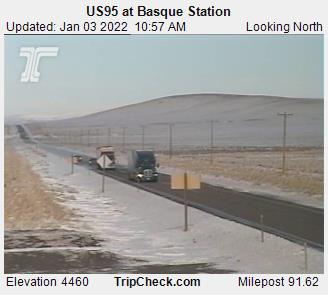 US95 at Basque Station
Updated: Jan 03 2022 10:57 AM Looking North
Elevation 4460 TripCheck.com Milepost 91.62